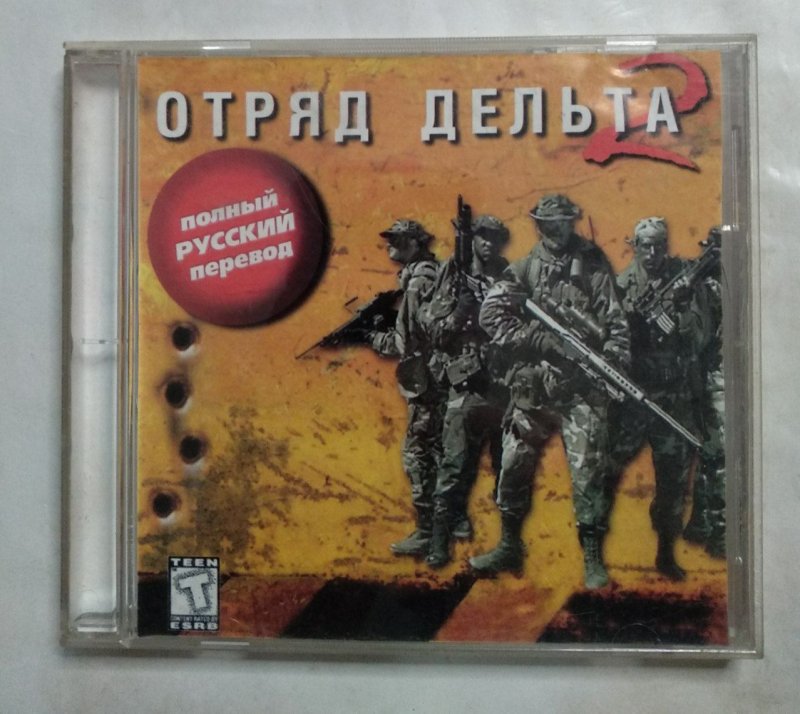 ОТРЯД ДЕЛЬТА 2
ПОЛНЫЙ
РУССКИЙ
перевод
TEEN
T
CONTENT RATED BY
ESRB